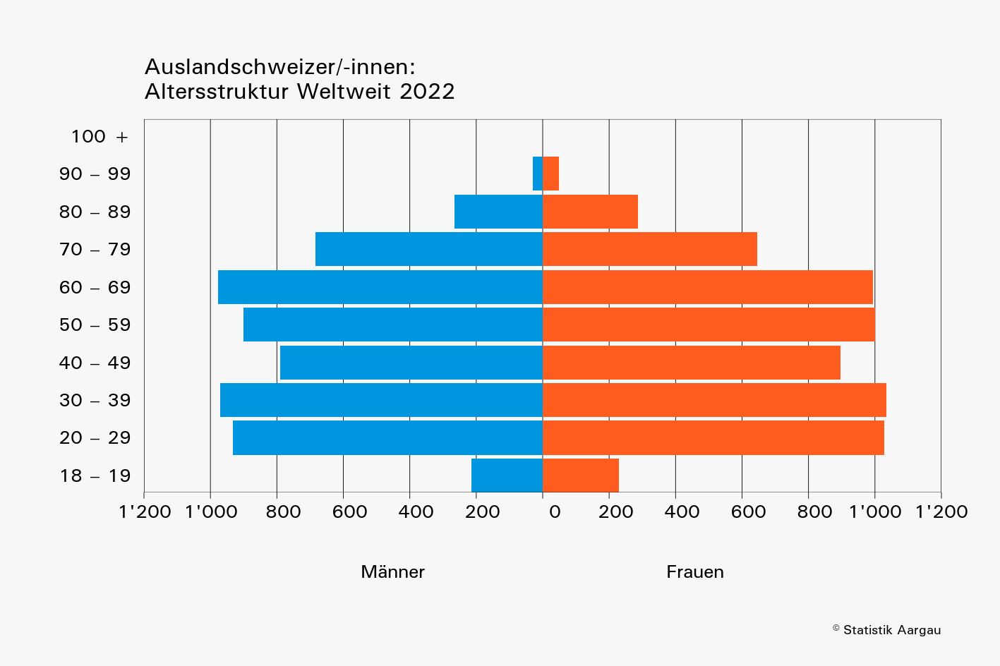 Auslandschweizer/-innen:
Altersstruktur Weltweit 2022
100 +
90 – 99
80 – 89
70 – 79
60 – 69
50 – 59
40 – 49
30 – 39
20 – 29
18 – 19
1'200 1'000 800 600 400 200 0 200 400 600 800 1'000 1'200
Männer Frauen
© Statistik Aargau